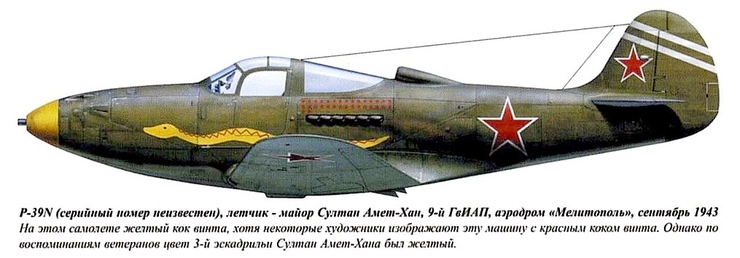 P-39N (серийный номер неизвестен), летчик - майор Султан Амет-Хан, 9-й ГвИАП, аэродром «Мелитополь», сентябрь 1943
На этом самолете желтый кок винта, хотя некоторые художники изображают эту машину с красным коком винта. Однако по
воспоминаниям ветеранов цвет 3-й эскадрильи Султан Амет-Хана был желтый.